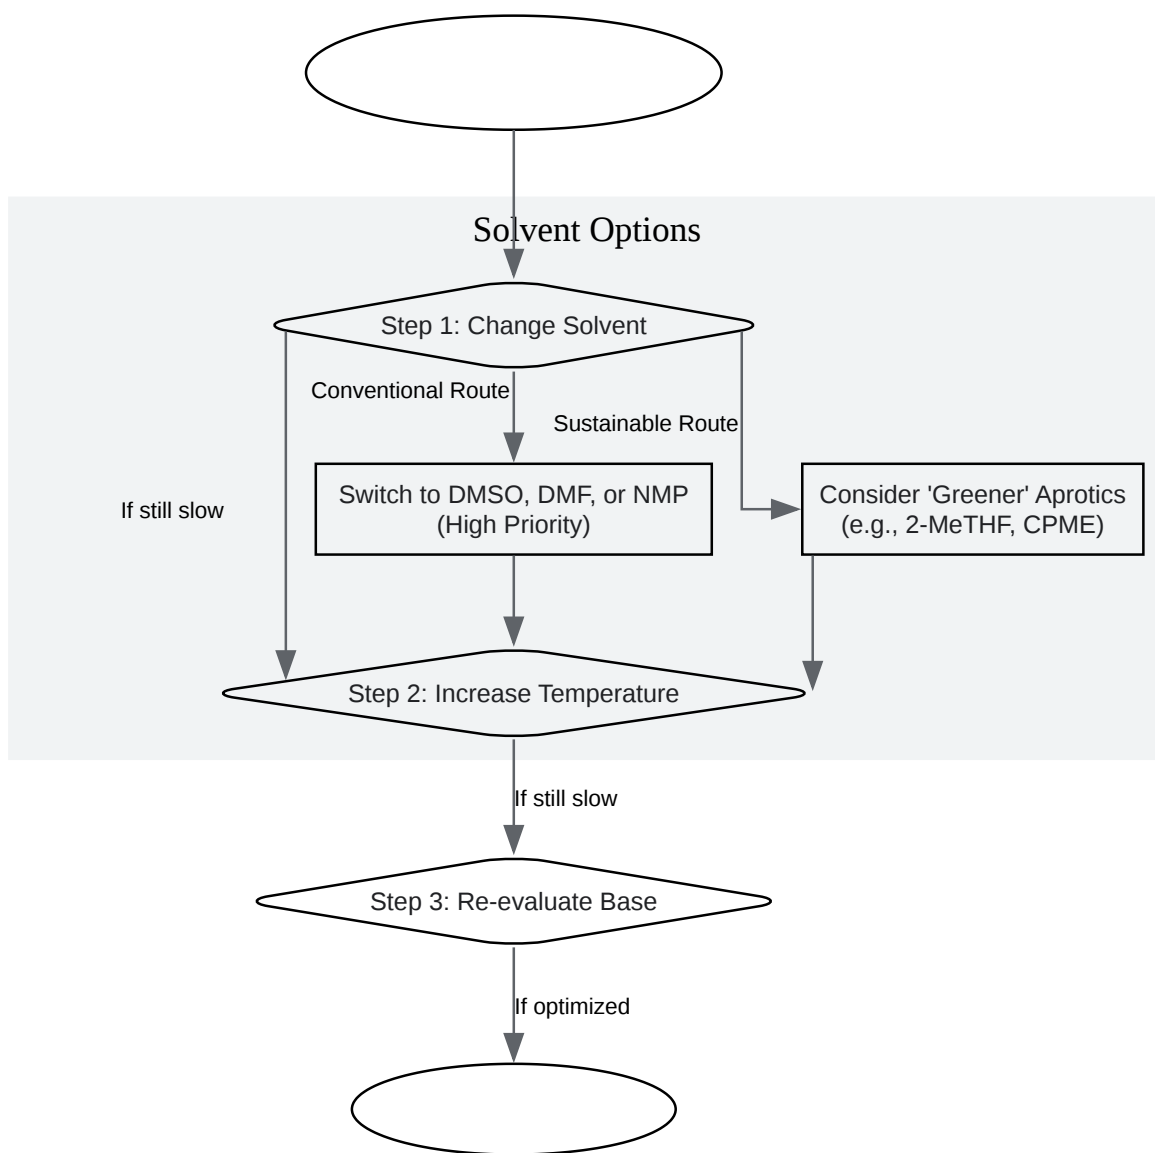 Solvent Options
Step 1: Change Solvent
Conventional Route
Sustainable Route
Switch to DMSO, DMF, or NMP
(High Priority)
Consider 'Greener' Aprotics
(e.g., 2-MeTHF, CPME)
If still slow
Step 2: Increase Temperature
If still slow
Step 3: Re-evaluate Base
If optimized